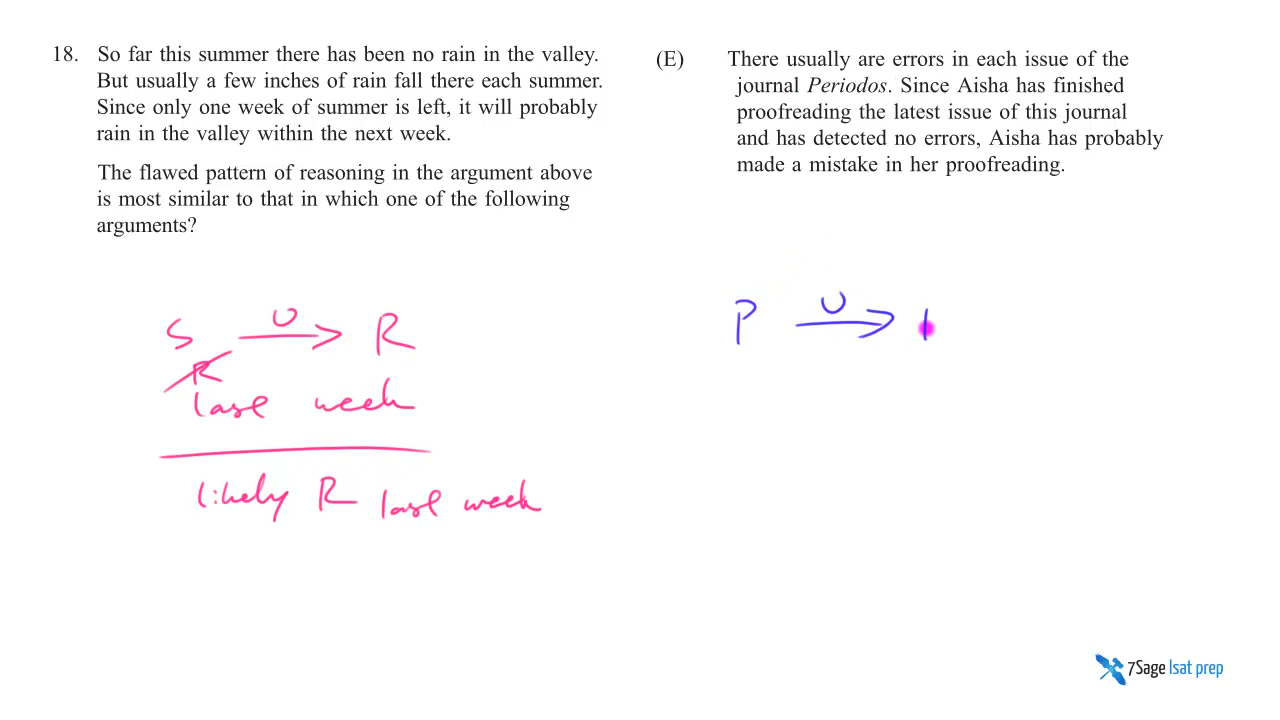 18. So far this summer there has been no rain in the valley.
But usually a few inches of rain fall there each summer.
Since only one week of summer is left, it will probably
rain in the valley within the next week.
The flawed pattern of reasoning in the argument above
is most similar to that in which one of the following
arguments?
(E) There usually are errors in each issue of the
journal Periodos. Since Aisha has finished
proofreading the latest issue of this journal
and has detected no errors, Aisha has probably
made a mistake in her proofreading.
S U R
R
last week
likely R last week
P U
7Sage lsat prep